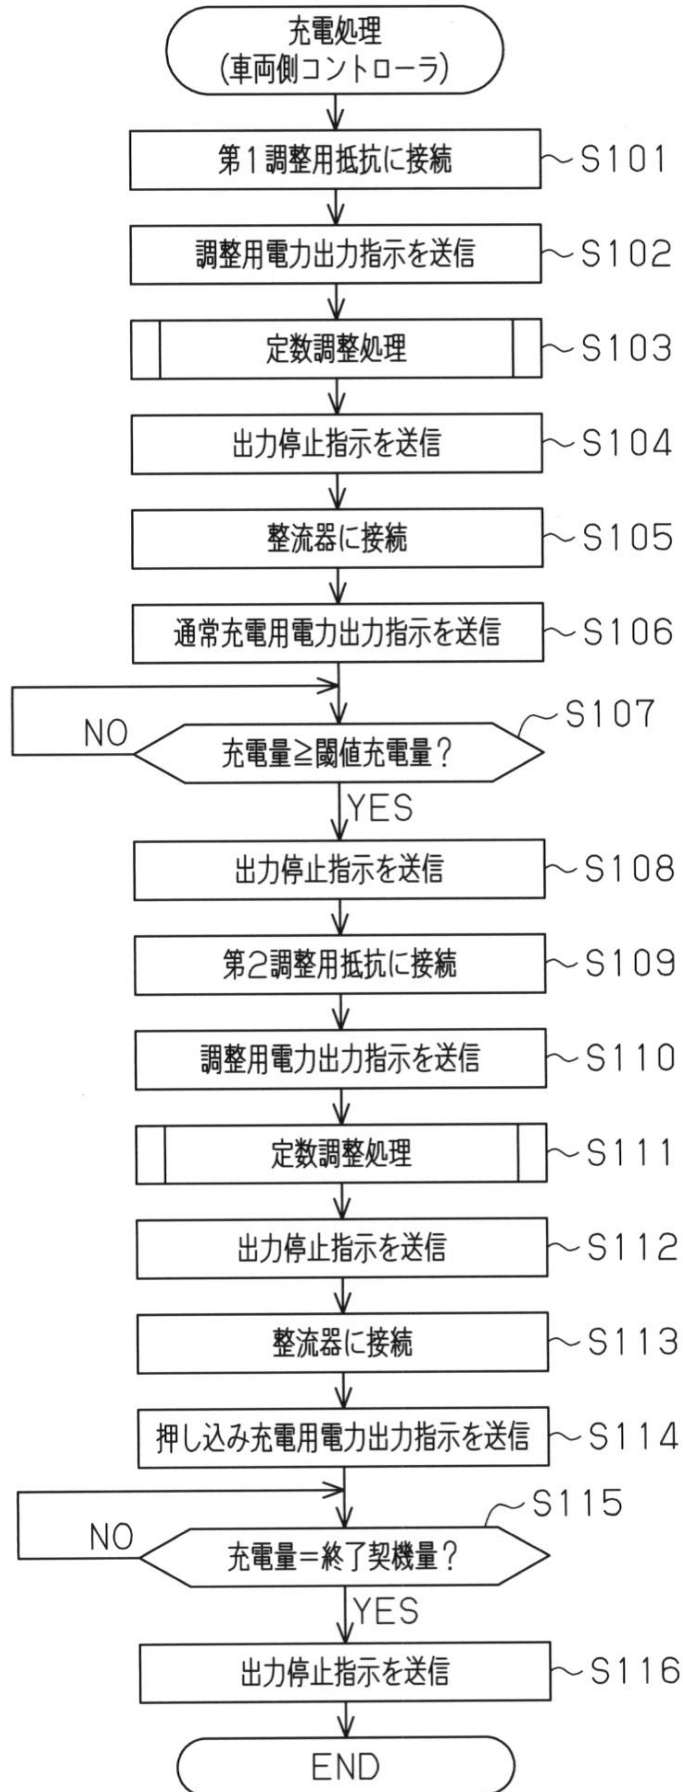 充電処理
(車両側コントローラ)
第1調整用抵抗に接続
S101
調整用電力出力指示を送信
S102
定数調整処理
S103
出力停止指示を送信
S104
整流器に接続
S105
通常充電用電力出力指示を送信
S106
S107
NO
充電量≧閾値充電量?
YES
出力停止指示を送信
S108
第2調整用抵抗に接続
S109
調整用電力出力指示を送信
S110
定数調整処理
S111
出力停止指示を送信
S112
整流器に接続
S113
押し込み充電用電力出力指示を送信
S114
S115
NO
充電量=終了契機量?
YES
出力停止指示を送信
S116
END